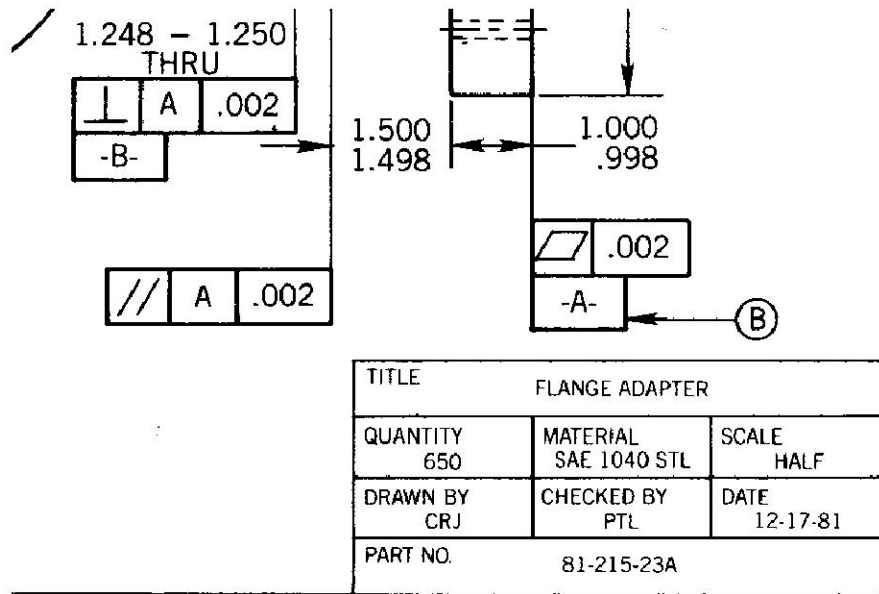 1.248 – 1.250
THRU
⊥ A .002
-B-
1.500
1.498
1.000
.998
⏥ .002
-A-
B
// A .002
TITLE FLANGE ADAPTER
QUANTITY 650
MATERIAL SAE 1040 STL
SCALE HALF
DRAWN BY CRJ
CHECKED BY PTL
DATE 12-17-81
PART NO. 81-215-23A